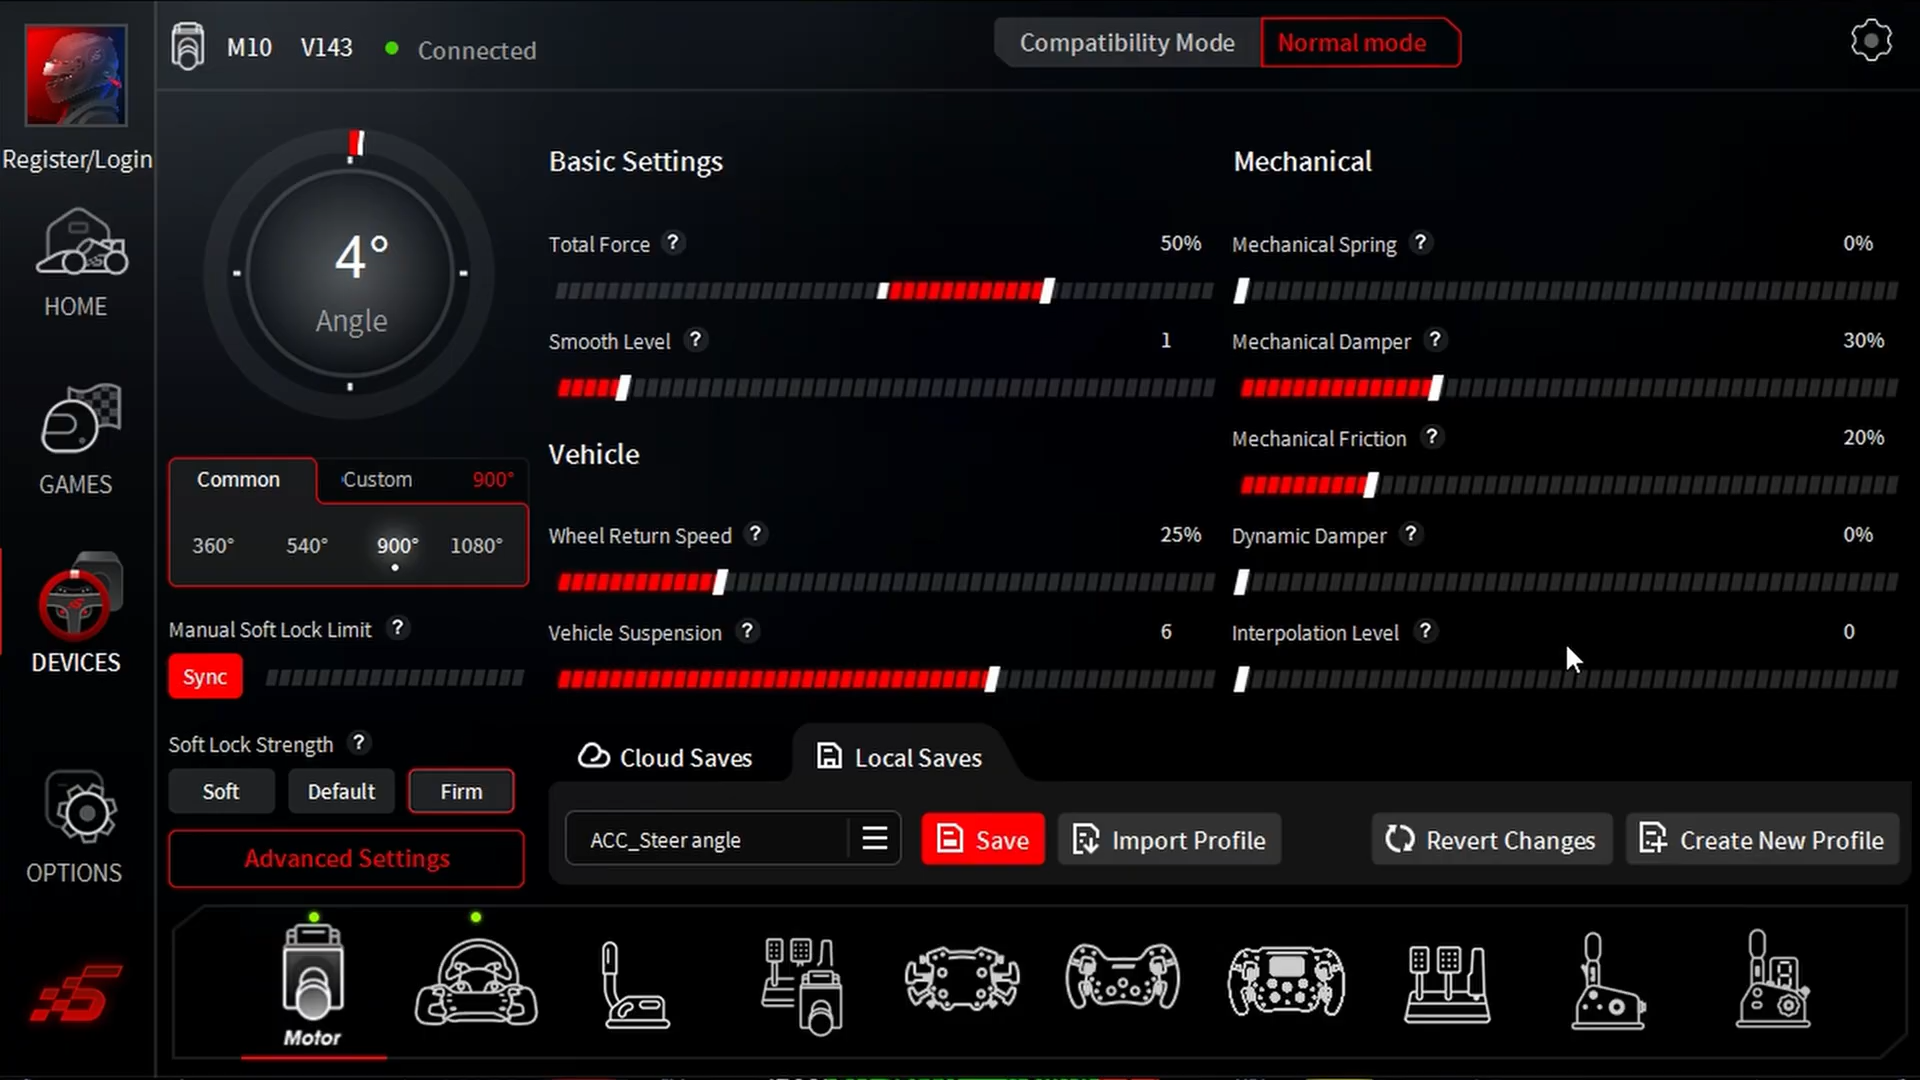 M10 V143 Connected
Compatibility Mode Normal mode
Register/Login
HOME
GAMES
DEVICES
OPTIONS
4°
Angle
Common Custom 900°
360° 540° 900° 1080°
Manual Soft Lock Limit ?
Sync
Soft Lock Strength ?
Soft Default Firm
Advanced Settings
Basic Settings
Total Force ? 50%
Smooth Level ? 1
Vehicle
Wheel Return Speed ? 25%
Vehicle Suspension ? 6
Mechanical
Mechanical Spring ? 0%
Mechanical Damper ? 30%
Mechanical Friction ? 20%
Dynamic Damper ? 0%
Interpolation Level ? 0
Cloud Saves Local Saves
ACC_Steer angle Save Import Profile Revert Changes Create New Profile
Motor